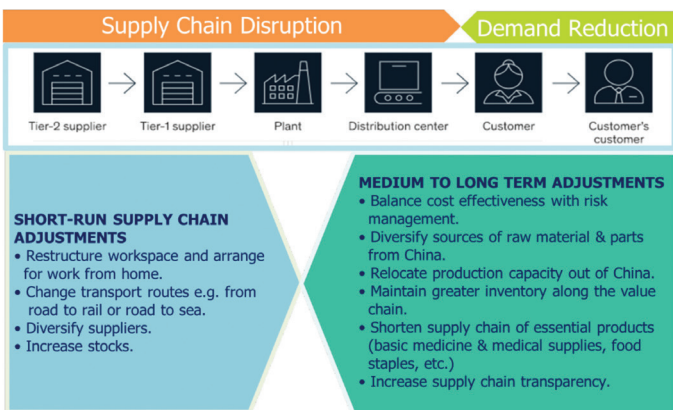 Supply Chain Disruption
Demand Reduction
Tier-2 supplier
Tier-1 supplier
Plant
Distribution center
Customer
Customer's
customer
SHORT-RUN SUPPLY CHAIN
ADJUSTMENTS
• Restructure workspace and arrange
for work from home.
• Change transport routes e.g. from
road to rail or road to sea.
• Diversify suppliers.
• Increase stocks.
MEDIUM TO LONG TERM ADJUSTMENTS
• Balance cost effectiveness with risk
management.
• Diversify sources of raw material & parts
from China.
• Relocate production capacity out of China.
• Maintain greater inventory along the value
chain.
• Shorten supply chain of essential products
(basic medicine & medical supplies, food
staples, etc.)
• Increase supply chain transparency.